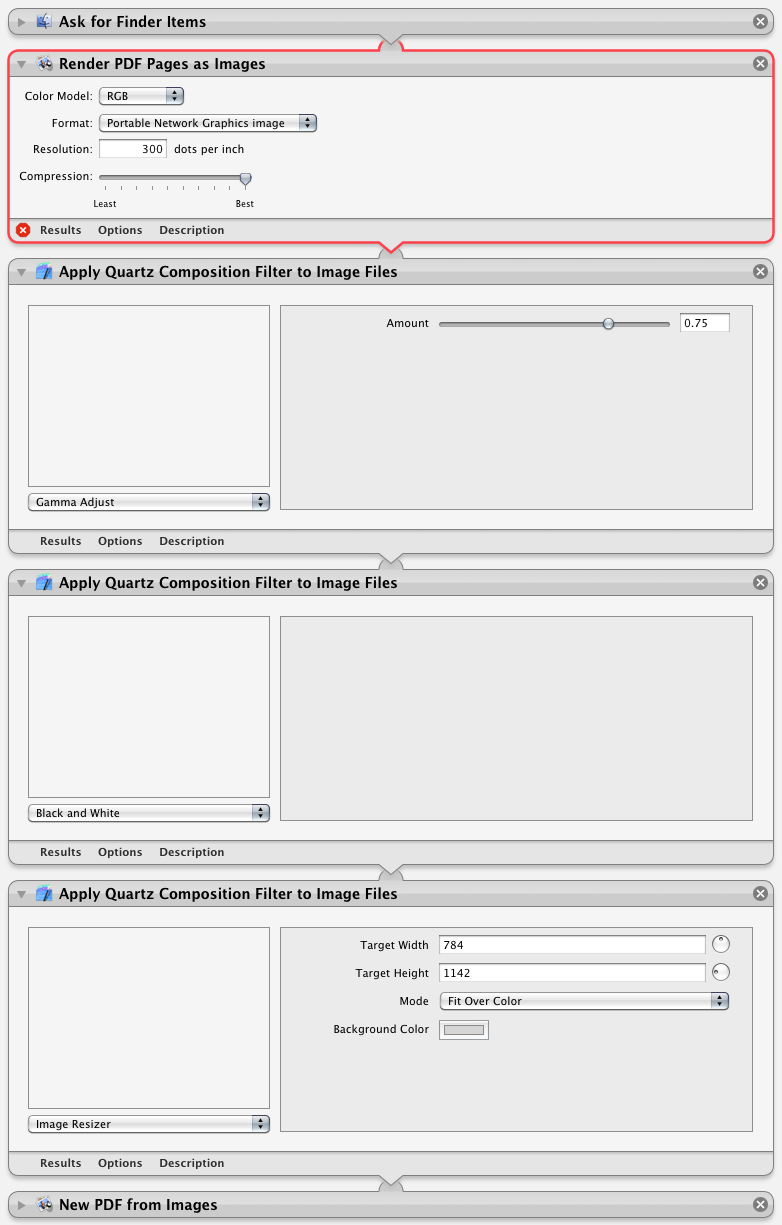 Ask for Finder Items
Render PDF Pages as Images
Color Model: RGB
Format: Portable Network Graphics image
Resolution: 300 dots per inch
Compression:
Least Best
Results Options Description
Apply Quartz Composition Filter to Image Files
Amount 0.75
Gamma Adjust
Results Options Description
Apply Quartz Composition Filter to Image Files
Black and White
Results Options Description
Apply Quartz Composition Filter to Image Files
Target Width 784
Target Height 1142
Mode Fit Over Color
Background Color
Image Resizer
Results Options Description
New PDF from Images